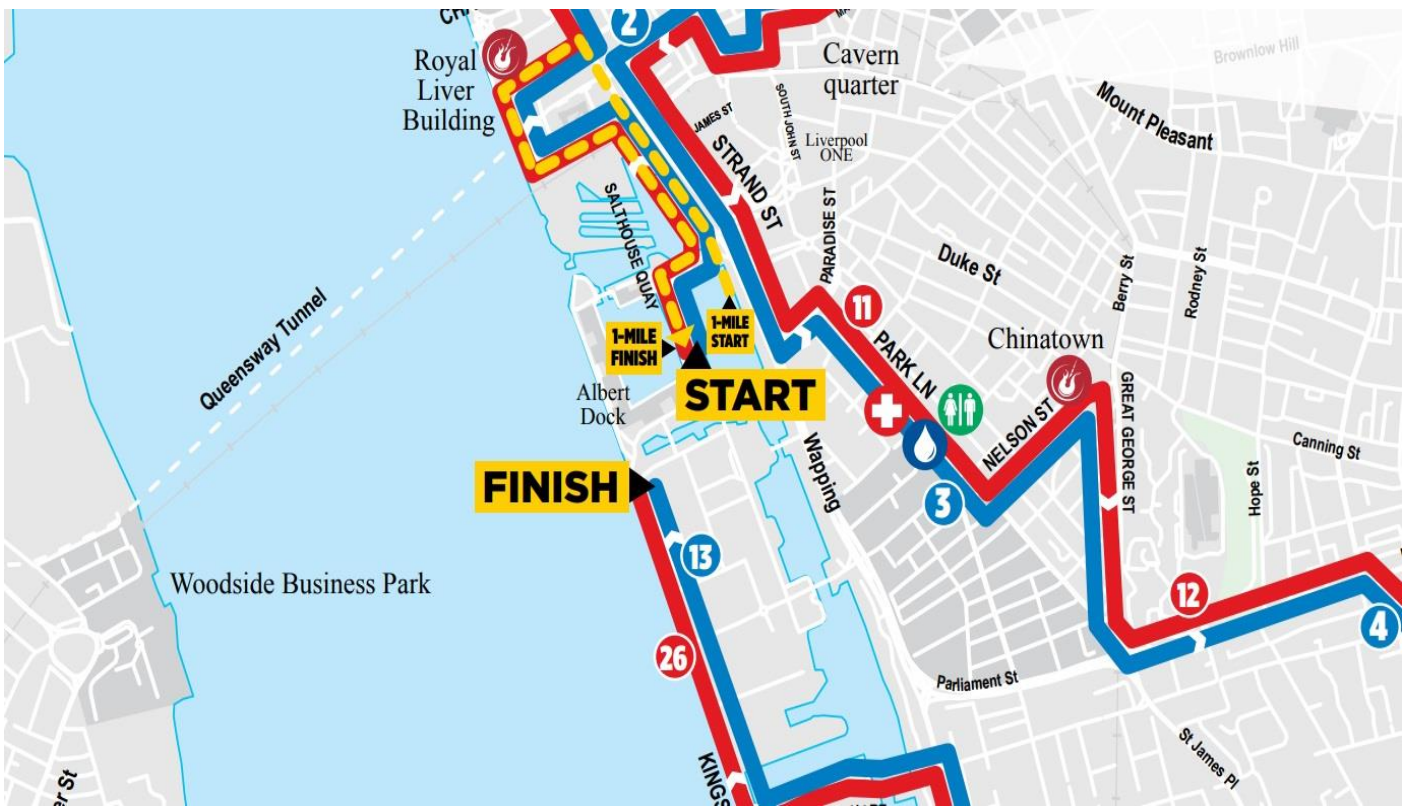 2
Royal
Liver
Building
Cavern
quarter
Brownlow Hill
Mount Pleasant
JAMES ST
SOUTH JOHN ST
Liverpool
ONE
STRAND ST
SALTHOUSE QUAY
PARADISE ST
Duke St
Berry St
Rodney St
Queensway Tunnel
1-MILE
FINISH
1-MILE
START
11
PARK LN
Chinatown
START
Albert
Dock
NELSON ST
GREAT GEORGE ST
Canning St
Hope St
Wapping
FINISH
3
13
Woodside Business Park
12
4
26
Parliament St
St James Pl
KINGS